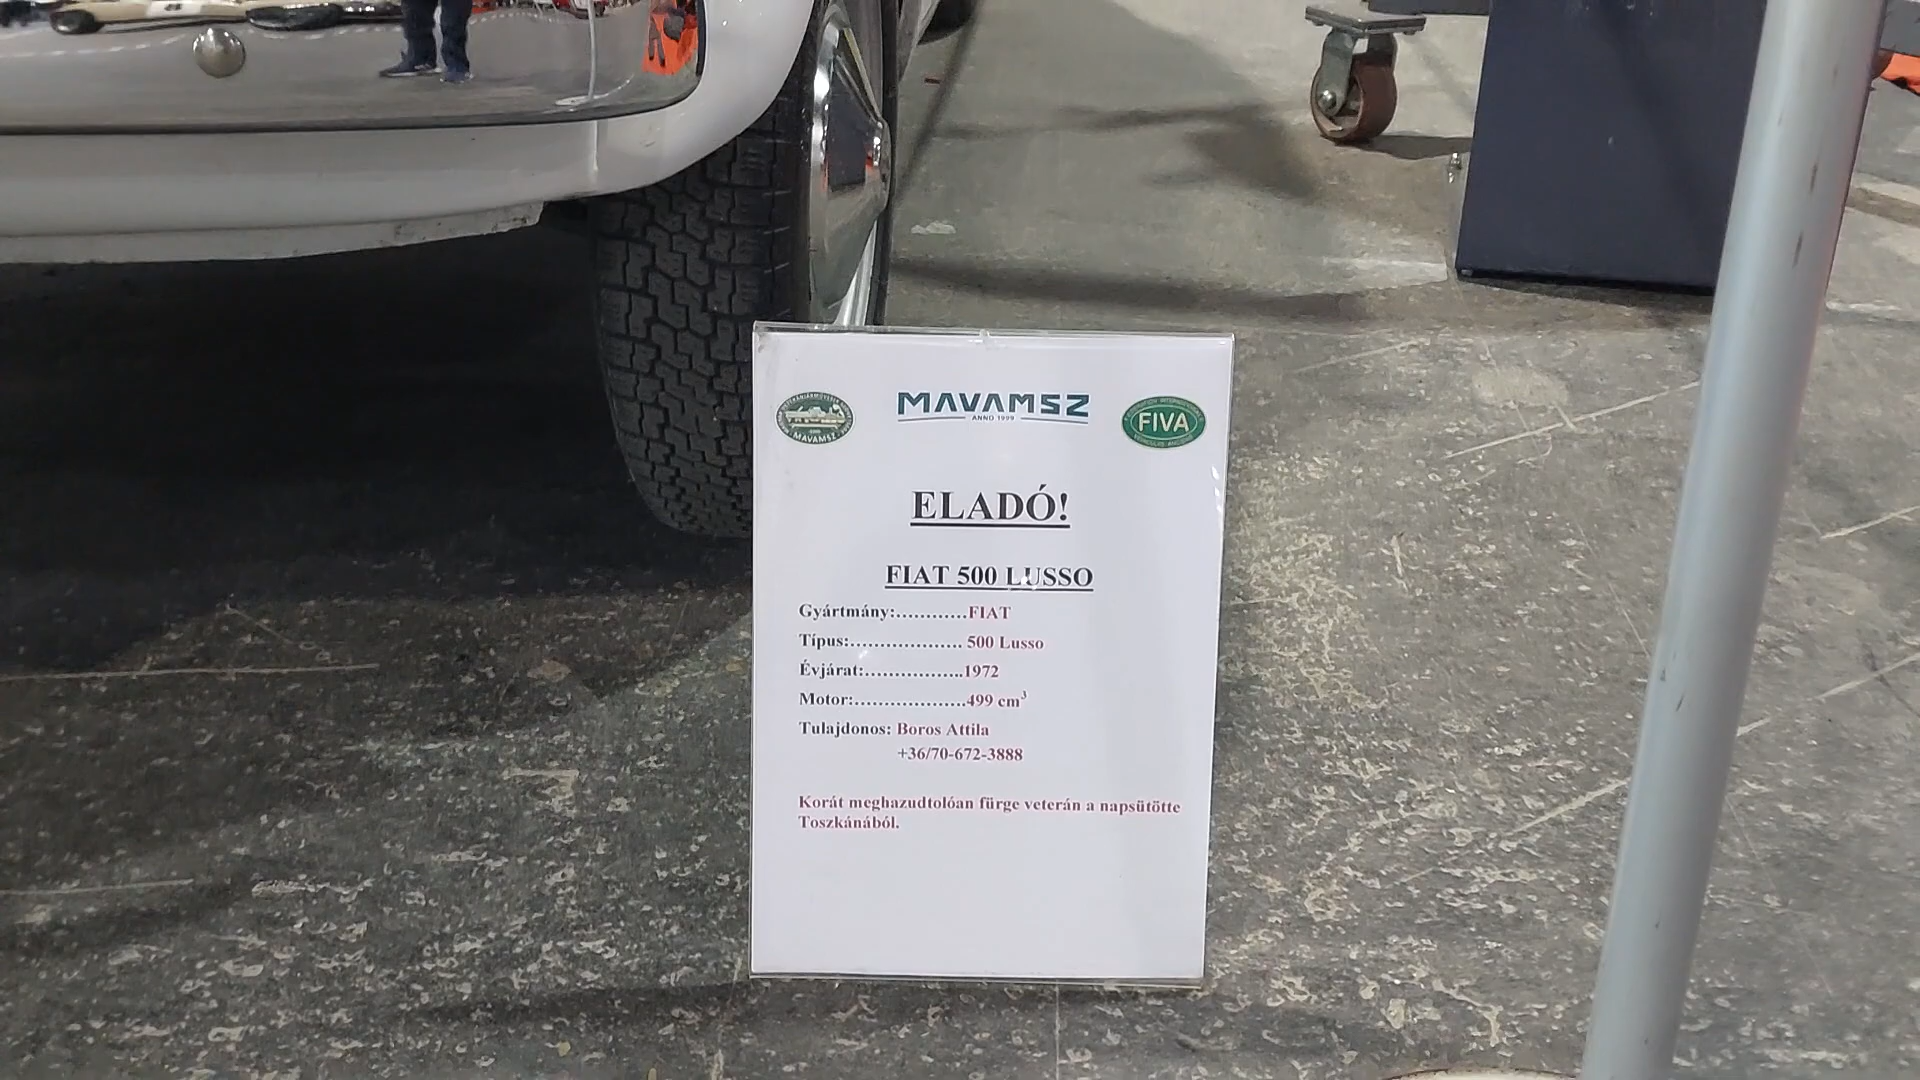 MAVAMSZ
MAVAMSZ
ANNO 1999
FIVA
ELADÓ!
FIAT 500 LUSSO
Gyártmány:............FIAT
Típus:................... 500 Lusso
Évjárat:.................1972
Motor:...................499 cm³
Tulajdonos: Boros Attila
+36/70-672-3888
Korát meghazudtolóan fürge veterán a napsütötte
Toszkánából.